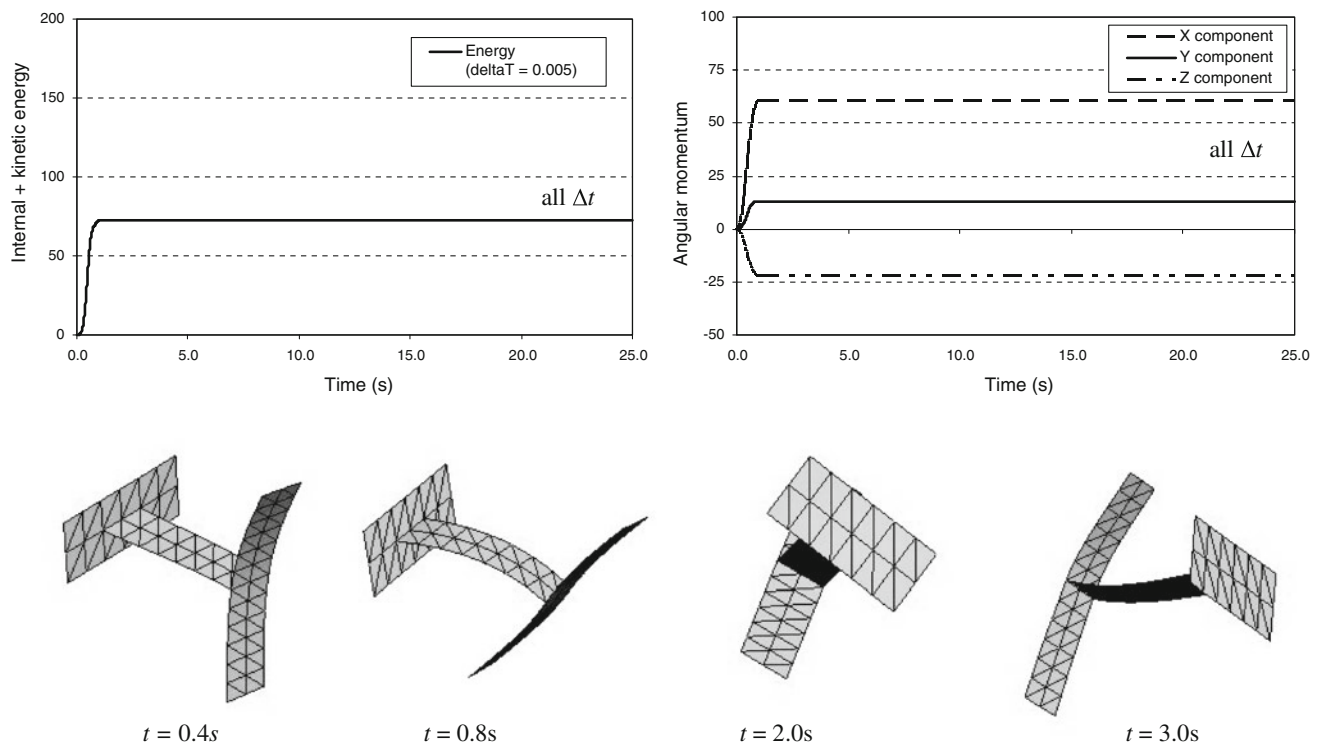 200
150
100
50
0
0.0 5.0 10.0 15.0 20.0 25.0
Internal + kinetic energy
Time (s)
Energy
(deltaT = 0.005)
all Δt
100
75
50
25
0
-25
-50
0.0 5.0 10.0 15.0 20.0 25.0
Angular momentum
Time (s)
X component
Y component
Z component
all Δt
t = 0.4s
t = 0.8s
t = 2.0s
t = 3.0s